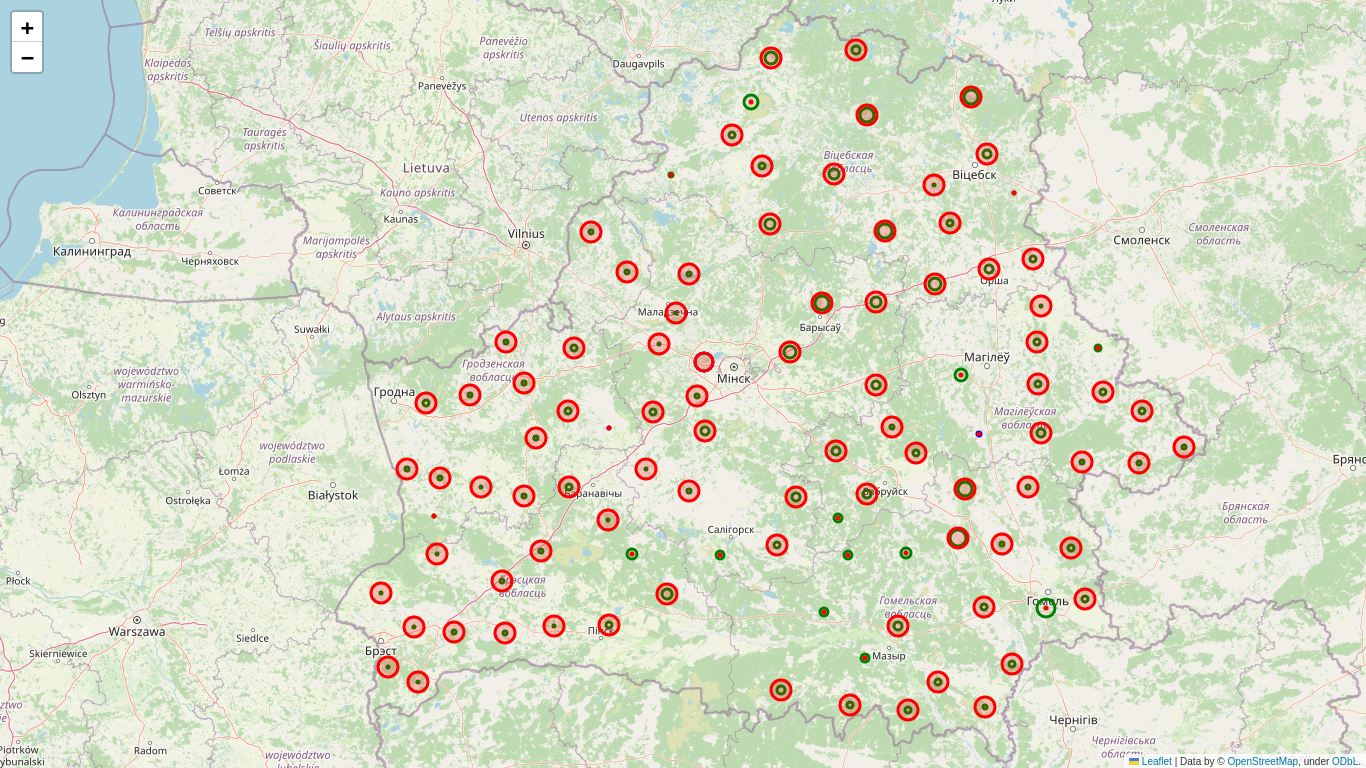 +
−
Луки
Telšių apskritis
Šiaulių apskritis
Panevėžio
apskritis
Klaipėdos
apskritis
Daugavpils
Panevėžys
Utenos apskritis
Tauragės
apskritis
Lietuva
Віцебская
вобласць
Віцебск
Советск
Kauno apskritis
Kaunas
Калининградская
область
Marijampolės
apskritis
Vilnius
Калининград
Черняховск
Смоленск
Смоленская
область
Орша
Маладзечна
Alytaus apskritis
Suwałki
Барысаў
Магілёў
Гродзенская
вобласць
Мінск
województwo
warmińsko-
mazurskie
Olsztyn
Гродна
Магілёўская
вобласць
województwo
podlaskie
Łomża
Ostrołęka
Białystok
Баранавічы
Бабруйск
Брянск
Брянская
область
Салігорск
Płock
Брэсцкая
вобласць
Гомельская
вобласць
Гомель
Warszawa
Siedlce
Пінск
Skierniewice
Брэст
Мазыр
Чернігів
Чернігівська
область
Piotrków
Trybunalski
Radom
województwo
lubelskie
Leaflet | Data by © OpenStreetMap, under ODbL.